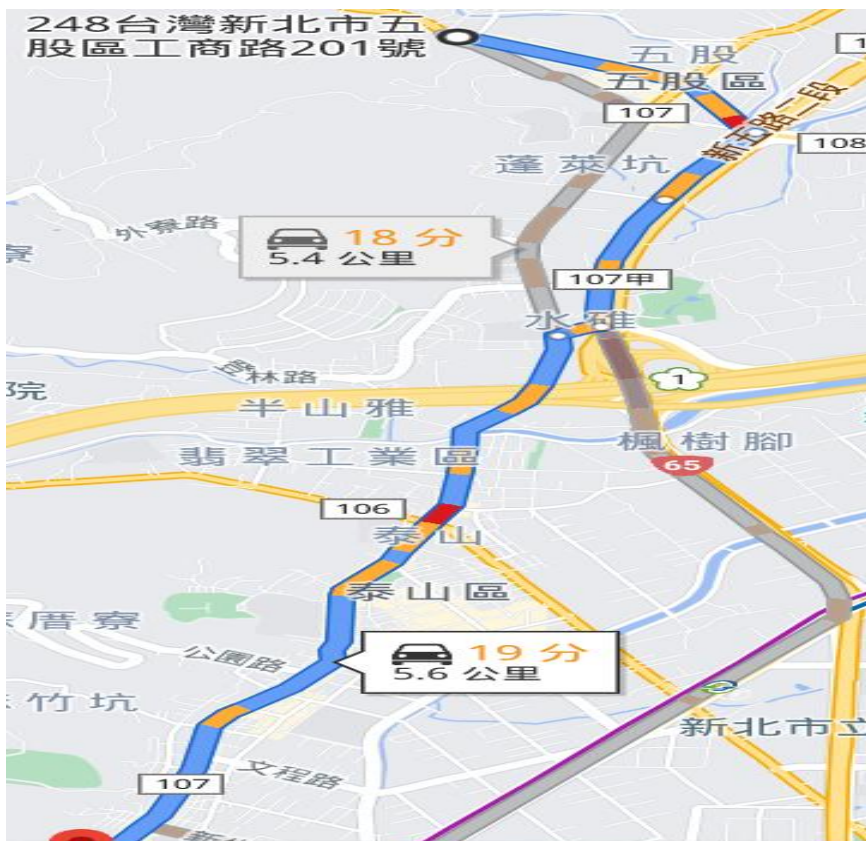 248台灣新北市五
股區工商路201號
五股
五股區
107
新五路二段
108
蓬萊坑
外寮路
寮
18 分
5.4 公里
107甲
水碓
林路
1
院
半山雅
楓樹腳
翡翠工業區
65
106
泰山
泰山區
厝寮
公園路
19 分
5.6 公里
竹坑
新北市立
文程路
107